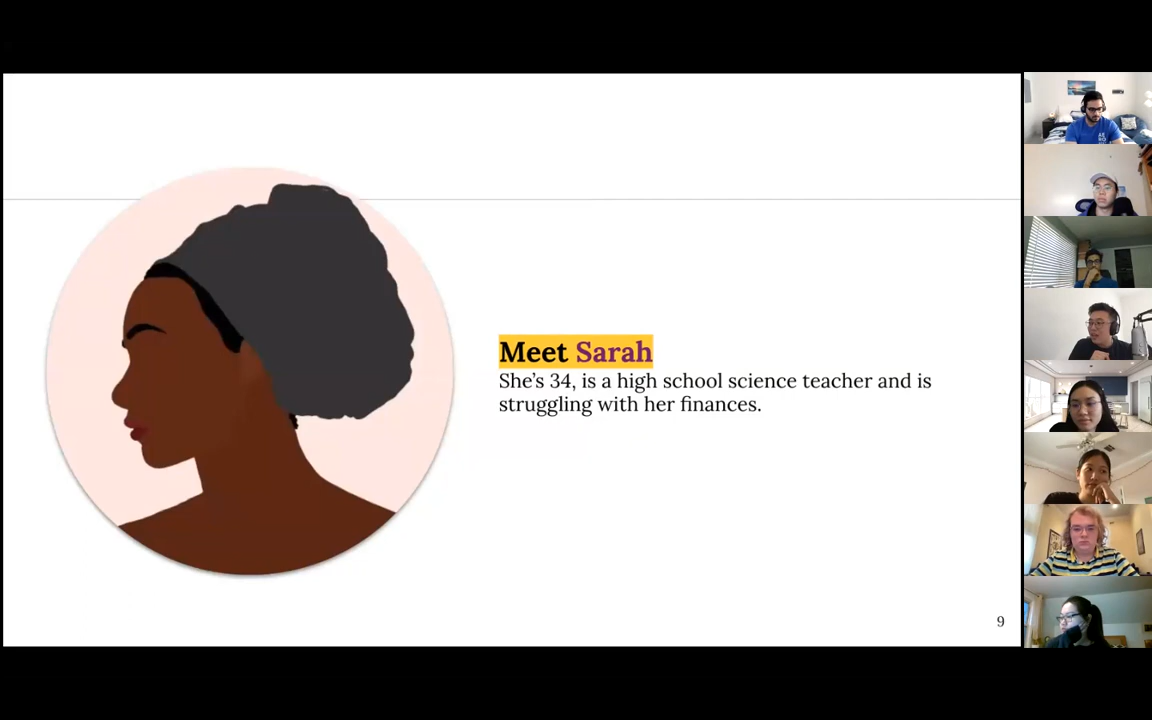 Meet Sarah
She's 34, is a high school science teacher and is
struggling with her finances.
9